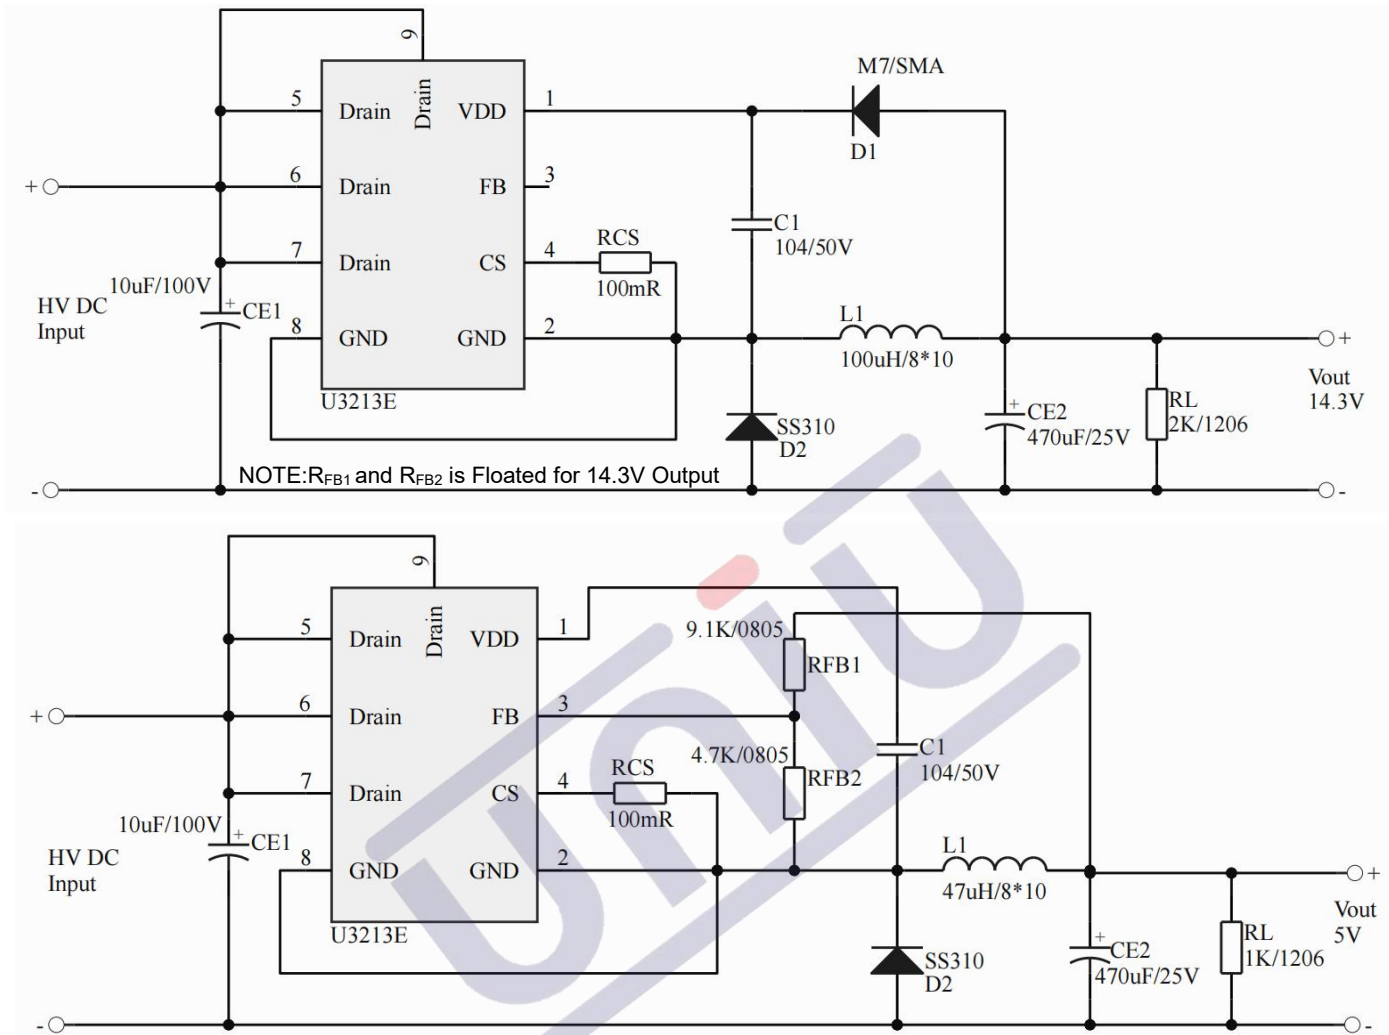 9
M7/SMA
5 Drain Drain VDD 1
D1
+ 6 Drain FB 3
C1
104/50V
RCS
7 Drain CS 4
100mR
10uF/100V
+ CE1
HV DC
Input
L1
8 GND GND 2
100uH/8*10
+
Vout
14.3V
U3213E
+ CE2
470uF/25V
RL
2K/1206
SS310
D2
NOTE:RFB1 and RFB2 is Floated for 14.3V Output
- -
9
9.1K/0805
5 Drain Drain VDD 1
RFB1
+ 6 Drain FB 3
4.7K/0805
C1
104/50V
RCS
RFB2
7 Drain CS 4
100mR
10uF/100V
+ CE1
HV DC
Input
L1
8 GND GND 2
47uH/8*10
+
Vout
5V
U3213E
+ CE2
470uF/25V
RL
1K/1206
SS310
D2
- -
uniu